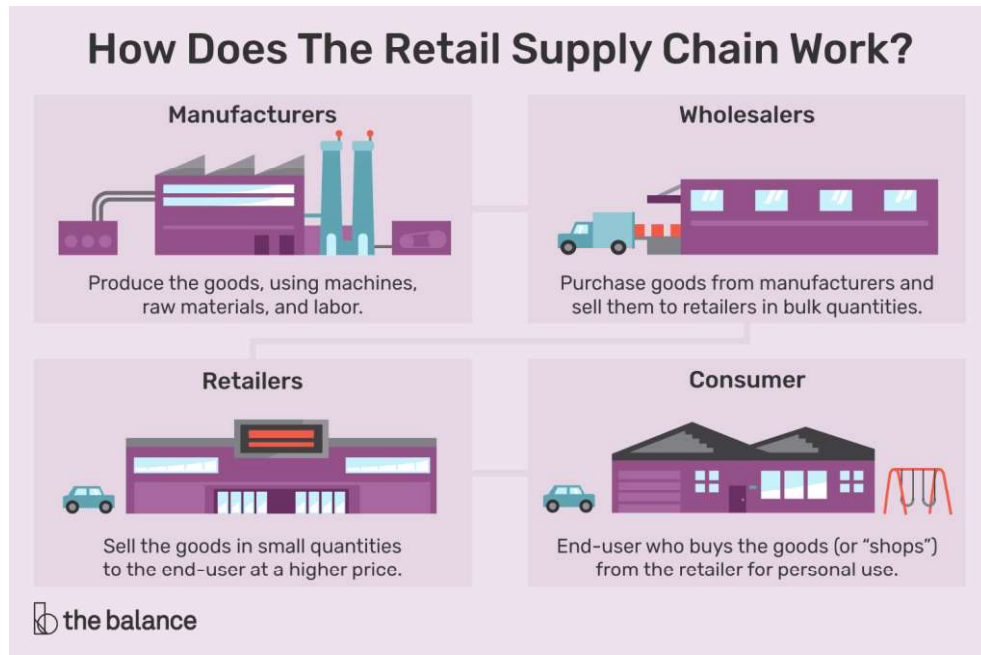 How Does The Retail Supply Chain Work?
Manufacturers
Produce the goods, using machines,
raw materials, and labor.
Wholesalers
Purchase goods from manufacturers and
sell them to retailers in bulk quantities.
Retailers
Sell the goods in small quantities
to the end-user at a higher price.
Consumer
End-user who buys the goods (or “shops”)
from the retailer for personal use.
the balance